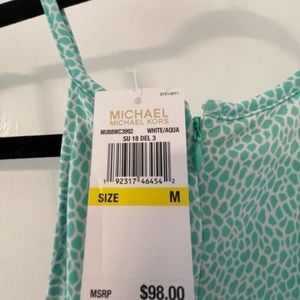 MICHAEL
MICHAEL KORS
MU88WC3992 WHITE/AQUA
SU 18 DEL 3
1 92317 46454 2
SIZE M
MSRP $98.00